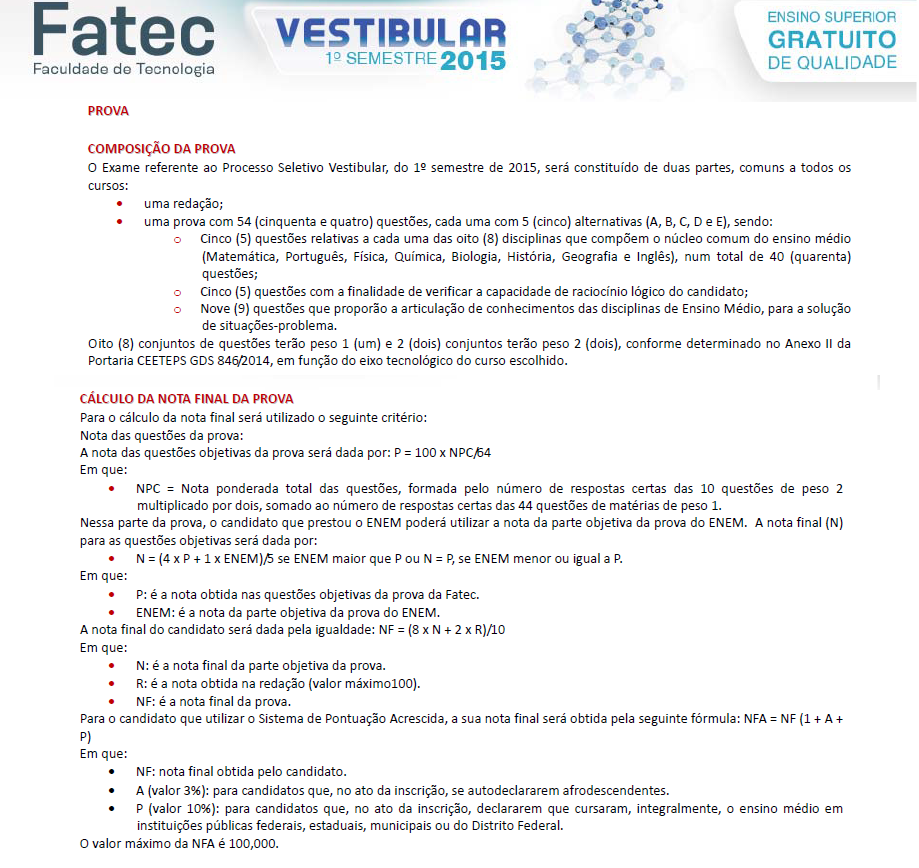 Fatec
Faculdade de Tecnologia
VESTIBULAR
1º SEMESTRE 2015
ENSINO SUPERIOR
GRATUITO
DE QUALIDADE
PROVA
COMPOSIÇÃO DA PROVA
O Exame referente ao Processo Seletivo Vestibular, do 1º semestre de 2015, será constituído de duas partes, comuns a todos os
cursos:
• uma redação;
• uma prova com 54 (cinquenta e quatro) questões, cada uma com 5 (cinco) alternativas (A, B, C, D e E), sendo:
o Cinco (5) questões relativas a cada uma das oito (8) disciplinas que compõem o núcleo comum do ensino médio
(Matemática, Português, Física, Química, Biologia, História, Geografia e Inglês), num total de 40 (quarenta)
questões;
o Cinco (5) questões com a finalidade de verificar a capacidade de raciocínio lógico do candidato;
o Nove (9) questões que proporão a articulação de conhecimentos das disciplinas de Ensino Médio, para a solução
de situações-problema.
Oito (8) conjuntos de questões terão peso 1 (um) e 2 (dois) conjuntos terão peso 2 (dois), conforme determinado no Anexo II da
Portaria CEETEPS GDS 846/2014, em função do eixo tecnológico do curso escolhido.
CÁLCULO DA NOTA FINAL DA PROVA
Para o cálculo da nota final será utilizado o seguinte critério:
Nota das questões da prova:
A nota das questões objetivas da prova será dada por: P = 100 x NPC/64
Em que:
• NPC = Nota ponderada total das questões, formada pelo número de respostas certas das 10 questões de peso 2
multiplicado por dois, somado ao número de respostas certas das 44 questões de matérias de peso 1.
Nessa parte da prova, o candidato que prestou o ENEM poderá utilizar a nota da parte objetiva da prova do ENEM. A nota final (N)
para as questões objetivas será dada por:
• N = (4 x P + 1 x ENEM)/5 se ENEM maior que P ou N = P, se ENEM menor ou igual a P.
Em que:
• P: é a nota obtida nas questões objetivas da prova da Fatec.
• ENEM: é a nota da parte objetiva da prova do ENEM.
A nota final do candidato será dada pela igualdade: NF = (8 x N + 2 x R)/10
Em que:
• N: é a nota final da parte objetiva da prova.
• R: é a nota obtida na redação (valor máximo100).
• NF: é a nota final da prova.
Para o candidato que utilizar o Sistema de Pontuação Acrescida, a sua nota final será obtida pela seguinte fórmula: NFA = NF (1 + A +
P)
Em que:
• NF: nota final obtida pelo candidato.
• A (valor 3%): para candidatos que, no ato da inscrição, se autodeclararem afrodescendentes.
• P (valor 10%): para candidatos que, no ato da inscrição, declararem que cursaram, integralmente, o ensino médio em
instituições públicas federais, estaduais, municipais ou do Distrito Federal.
O valor máximo da NFA é 100,000.